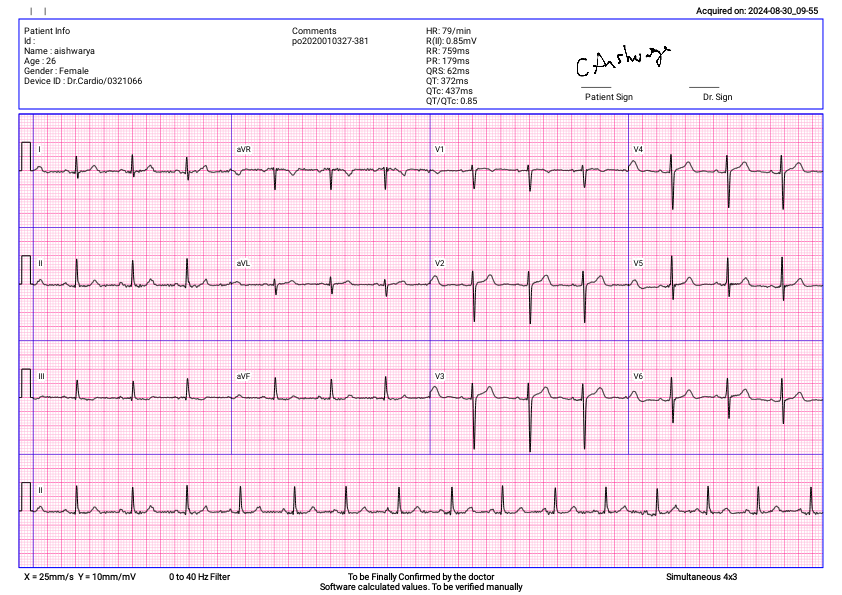 Acquired on: 2024-08-30_09-55
Patient Info
Id :
Name : aishwarya
Age : 26
Gender : Female
Device ID : Dr.Cardio/0321066
Comments
po2020010327-381
HR: 79/min
R(II): 0.85mV
RR: 759ms
PR: 179ms
QRS: 62ms
QT: 372ms
QTc: 437ms
QT/QTc: 0.85
Patient Sign
Dr. Sign
I
aVR
V1
V4
II
aVL
V2
V5
III
aVF
V3
V6
II
X = 25mm/s Y = 10mm/mV
0 to 40 Hz Filter
To be Finally Confirmed by the doctor
Software calculated values. To be verified manually
Simultaneous 4x3